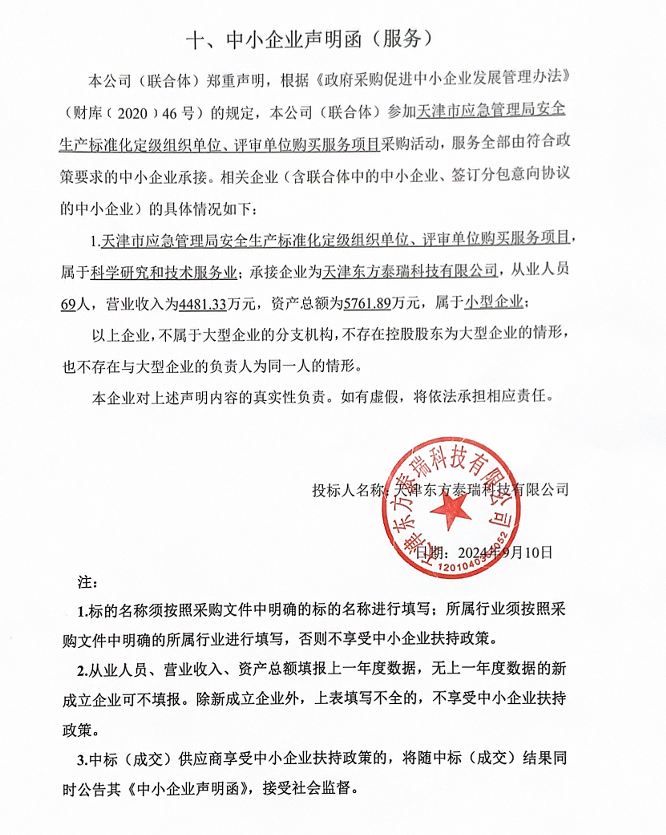 十、中小企业声明函（服务）
本公司（联合体）郑重声明，根据《政府采购促进中小企业发展管理办法》
（财库﹝2020﹞46号）的规定，本公司（联合体）参加天津市应急管理局安全
生产标准化定级组织单位、评审单位购买服务项目采购活动，服务全部由符合政
策要求的中小企业承接。相关企业（含联合体中的中小企业、签订分包意向协议
的中小企业）的具体情况如下：
1.天津市应急管理局安全生产标准化定级组织单位、评审单位购买服务项目，
属于科学研究和技术服务业；承接企业为天津东方泰瑞科技有限公司，从业人员
69人，营业收入为4481.33万元，资产总额为5761.89万元，属于小型企业；
以上企业，不属于大型企业的分支机构，不存在控股股东为大型企业的情形，
也不存在与大型企业的负责人为同一人的情形。
本企业对上述声明内容的真实性负责。如有虚假，将依法承担相应责任。
投标人名称：天津东方泰瑞科技有限公司
天津东方泰瑞科技有限公司
日期：2024年9月10日
注：
1.标的名称须按照采购文件中明确的标的名称进行填写；所属行业须按照采
购文件中明确的所属行业进行填写，否则不享受中小企业扶持政策。
2.从业人员、营业收入、资产总额填报上一年度数据，无上一年度数据的新
成立企业可不填报。除新成立企业外，上表填写不全的，不享受中小企业扶持
政策。
3.中标（成交）供应商享受中小企业扶持政策的，将随中标（成交）结果同
时公告其《中小企业声明函》，接受社会监督。